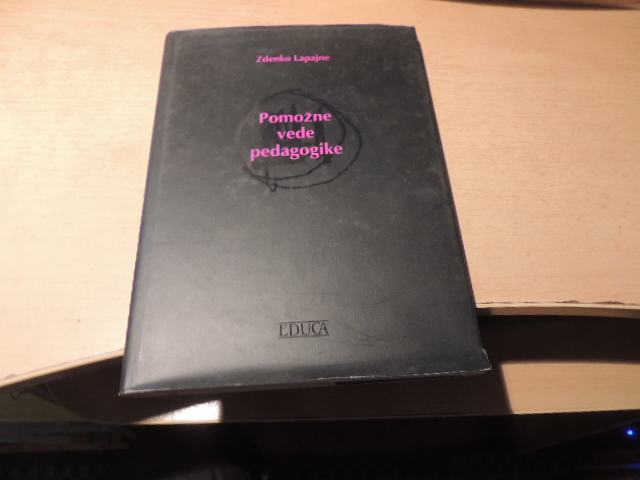 Zdenko Lapajne
Pomožne
vede
pedagogike
EDUCA